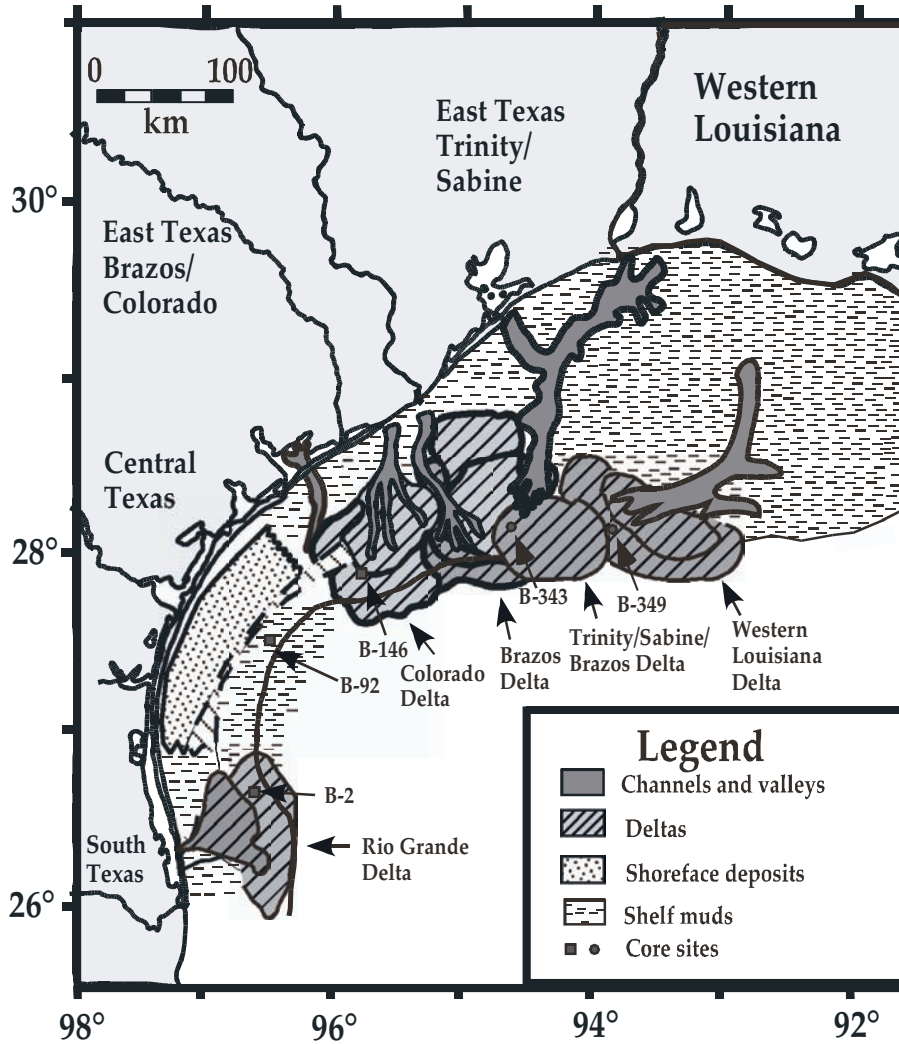 0 100
km
Western
Louisiana
East Texas
Trinity/
Sabine
30°
East Texas
Brazos/
Colorado
Central
Texas
28°
B-343
B-349
B-146
Colorado
Delta
Brazos
Delta
Trinity/Sabine/
Brazos Delta
Western
Louisiana
Delta
B-92
B-2
Rio Grande
Delta
South
Texas
26°
Legend
Channels and valleys
Deltas
Shoreface deposits
Shelf muds
Core sites
98° 96° 94° 92°